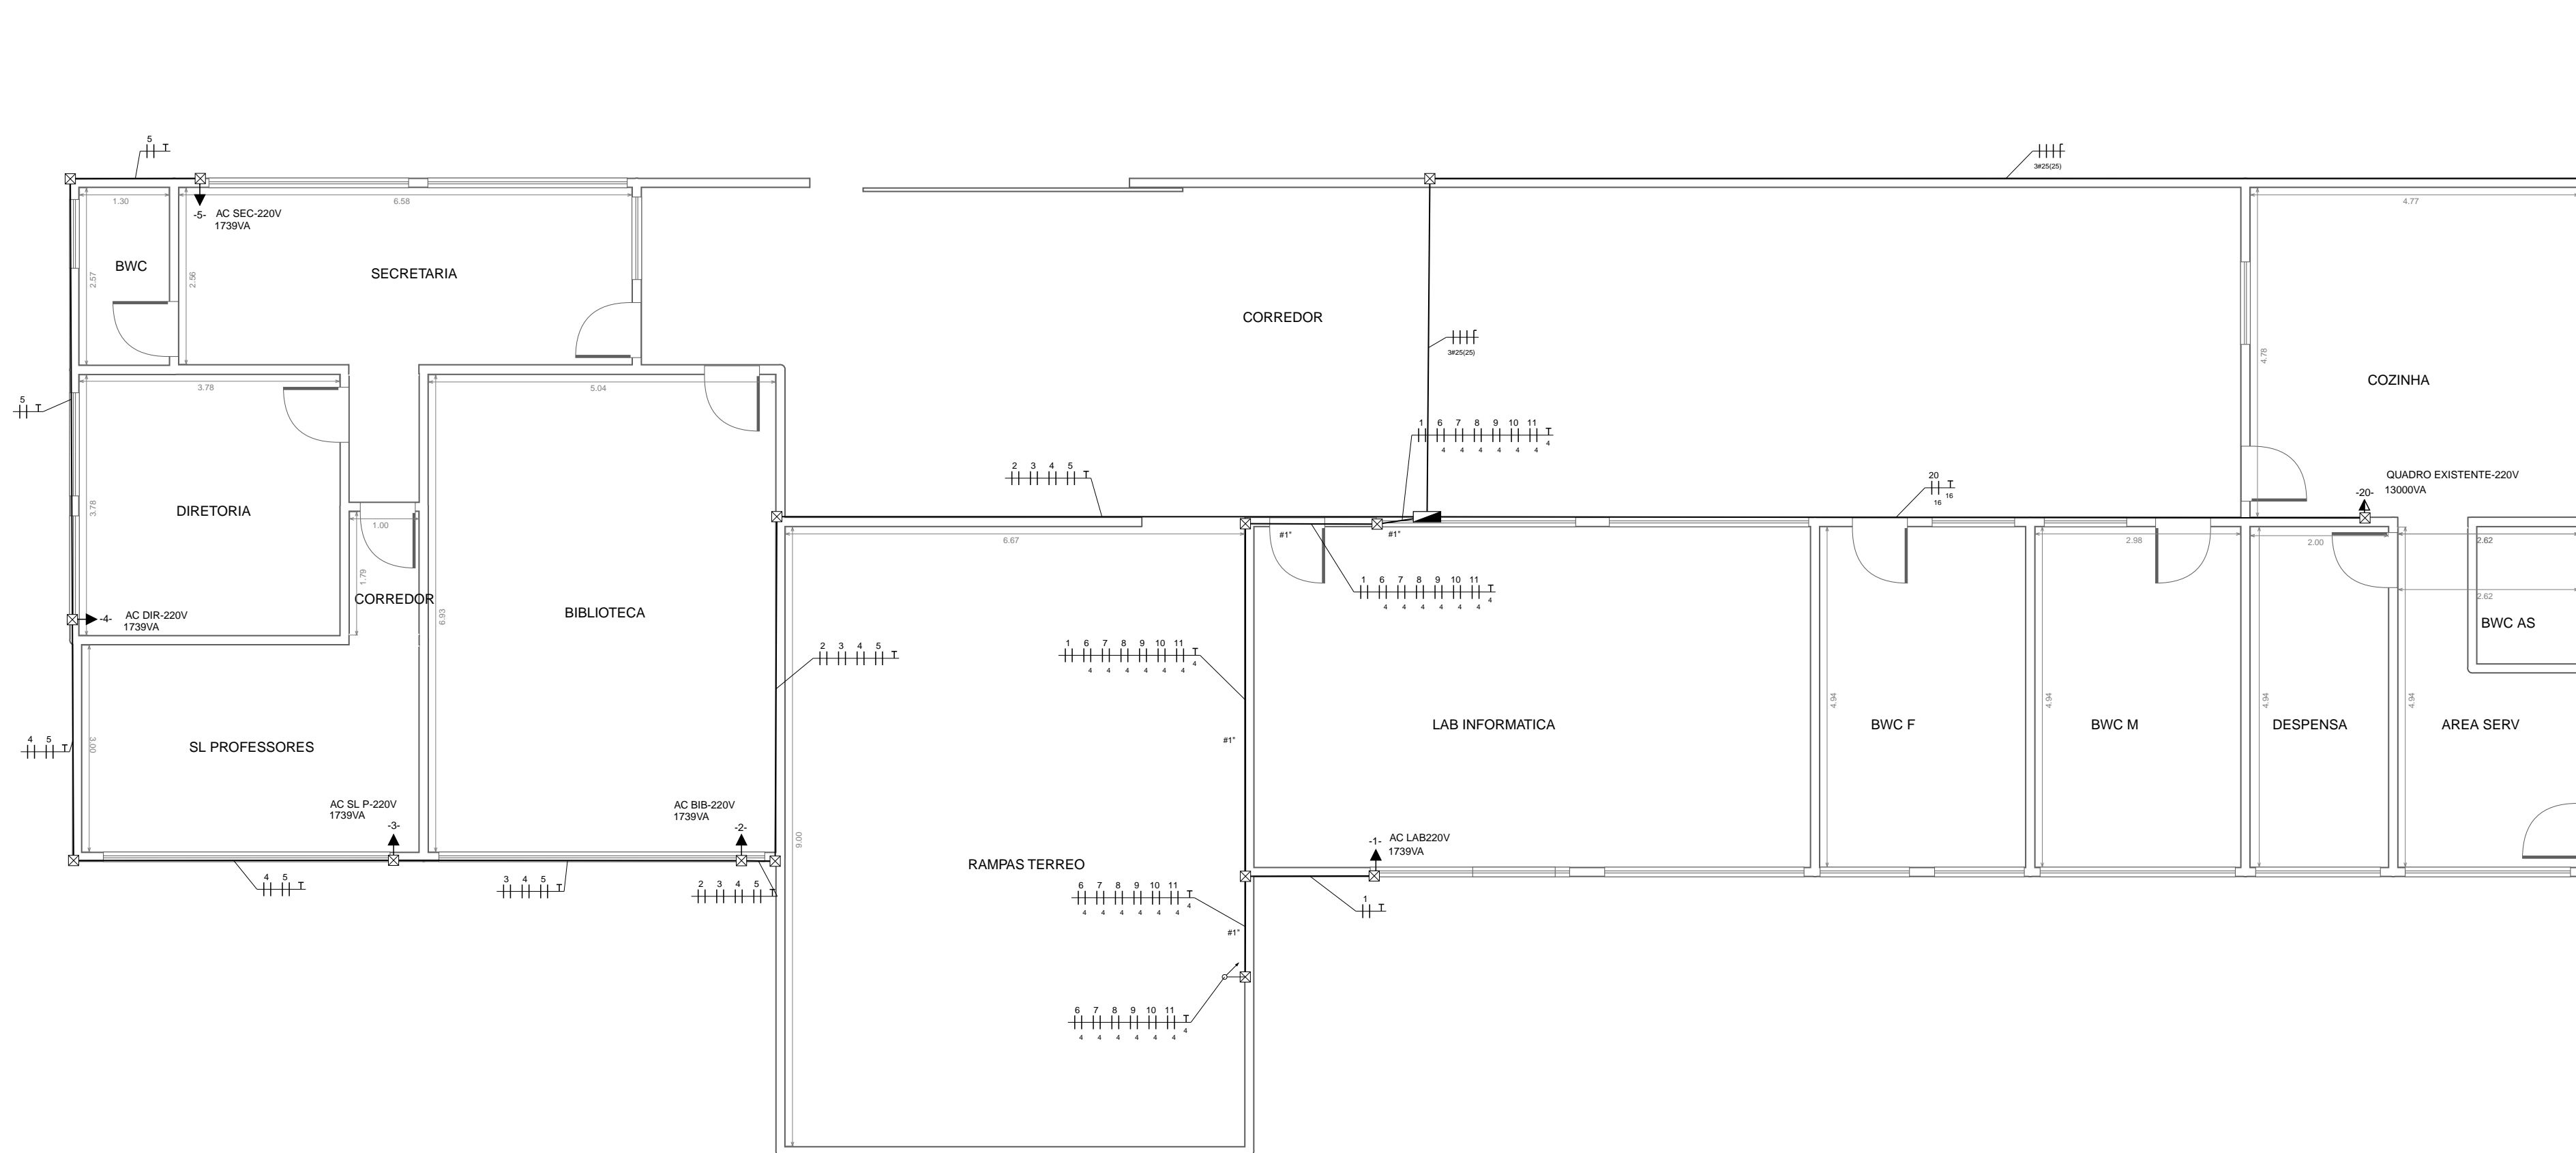 5
T
3#25(25)
1.30
6.58
4.77
-5-
AC SEC-220V
1739VA
BWC
SECRETARIA
2.57
2.56
CORREDOR
3#25(25)
4.78
COZINHA
3.78
5.04
5
T
1 6 7 8 9 10 11 T
4 4 4 4 4 4 4
2 3 4 5 T
20 T
16 16
QUADRO EXISTENTE-220V
13000VA
-20-
DIRETORIA
3.78
1.00
6.67
#1"
#1"
2.98
2.00
2.62
1.79
CORREDOR
6.93
BIBLIOTECA
1 6 7 8 9 10 11 T
4 4 4 4 4 4 4
2.62
BWC AS
-4-
AC DIR-220V
1739VA
2 3 4 5 T
1 6 7 8 9 10 11 T
4 4 4 4 4 4 4
4.94
4.94
4.94
4.94
LAB INFORMATICA
BWC F
BWC M
DESPENSA
AREA SERV
4 5 T
3.00
SL PROFESSORES
#1"
AC SL P-220V
1739VA
-3-
AC BIB-220V
1739VA
-2-
9.00
RAMPAS TERREO
-1-
AC LAB220V
1739VA
4 5 T
3 4 5 T
2 3 4 5 T
6 7 8 9 10 11 T
4 4 4 4 4 4 4
1 T
#1"
6 7 8 9 10 11 T
4 4 4 4 4 4 4